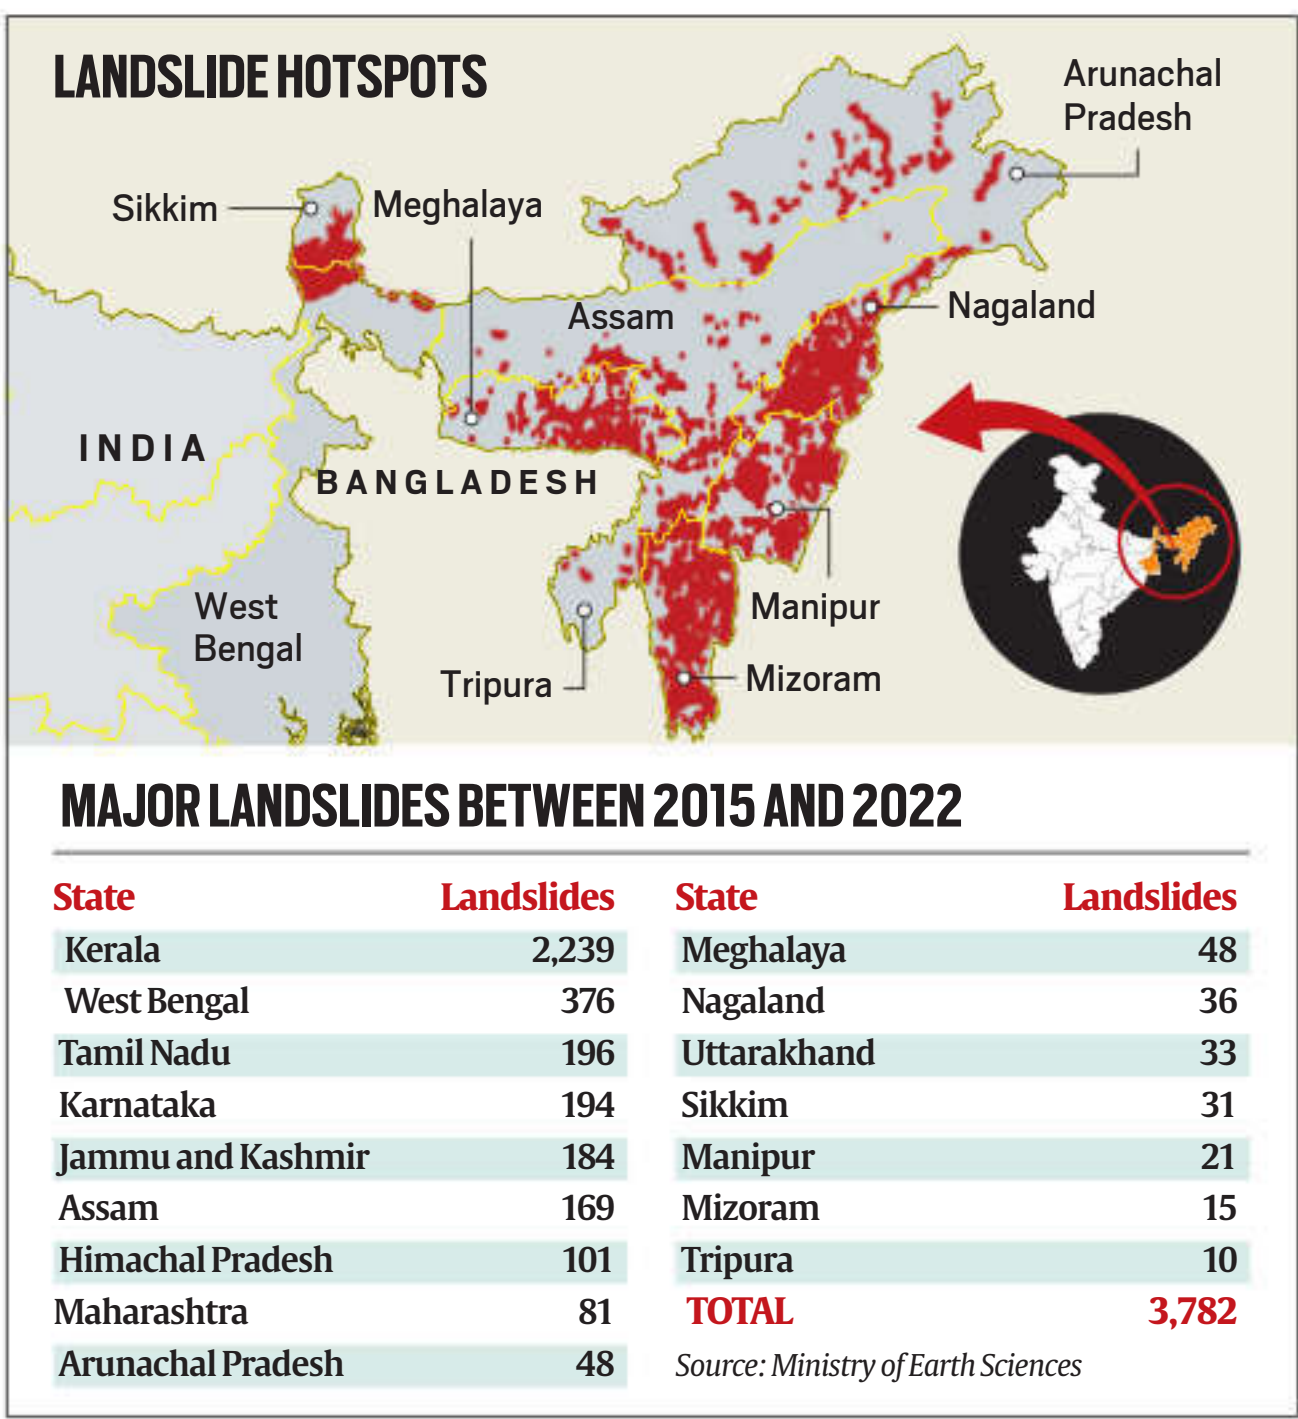 LANDSLIDE HOTSPOTS
Arunachal
Pradesh
Sikkim
Meghalaya
Assam
Nagaland
INDIA
BANGLADESH
West
Bengal
Manipur
Tripura
Mizoram
MAJOR LANDSLIDES BETWEEN 2015 AND 2022
State Landslides State Landslides
Kerala 2,239 Meghalaya 48
West Bengal 376 Nagaland 36
Tamil Nadu 196 Uttarakhand 33
Karnataka 194 Sikkim 31
Jammu and Kashmir 184 Manipur 21
Assam 169 Mizoram 15
Himachal Pradesh 101 Tripura 10
Maharashtra 81 TOTAL 3,782
Arunachal Pradesh 48 Source: Ministry of Earth Sciences